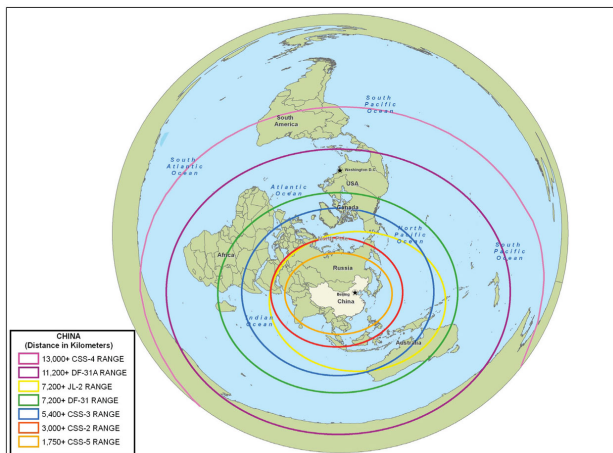 South
Pacific
Ocean
South
America
Washington D.C.
South
Atlantic
Ocean
USA
Atlantic
Ocean
Canada
North
Pacific
Ocean
South
Pacific
Ocean
Africa
Russia
Beijing
China
Indian
Ocean
Australia
CHINA
(Distance in Kilometers)
13,000+ CSS-4 RANGE
11,200+ DF-31A RANGE
7,200+ JL-2 RANGE
7,200+ DF-31 RANGE
5,400+ CSS-3 RANGE
3,000+ CSS-2 RANGE
1,750+ CSS-5 RANGE